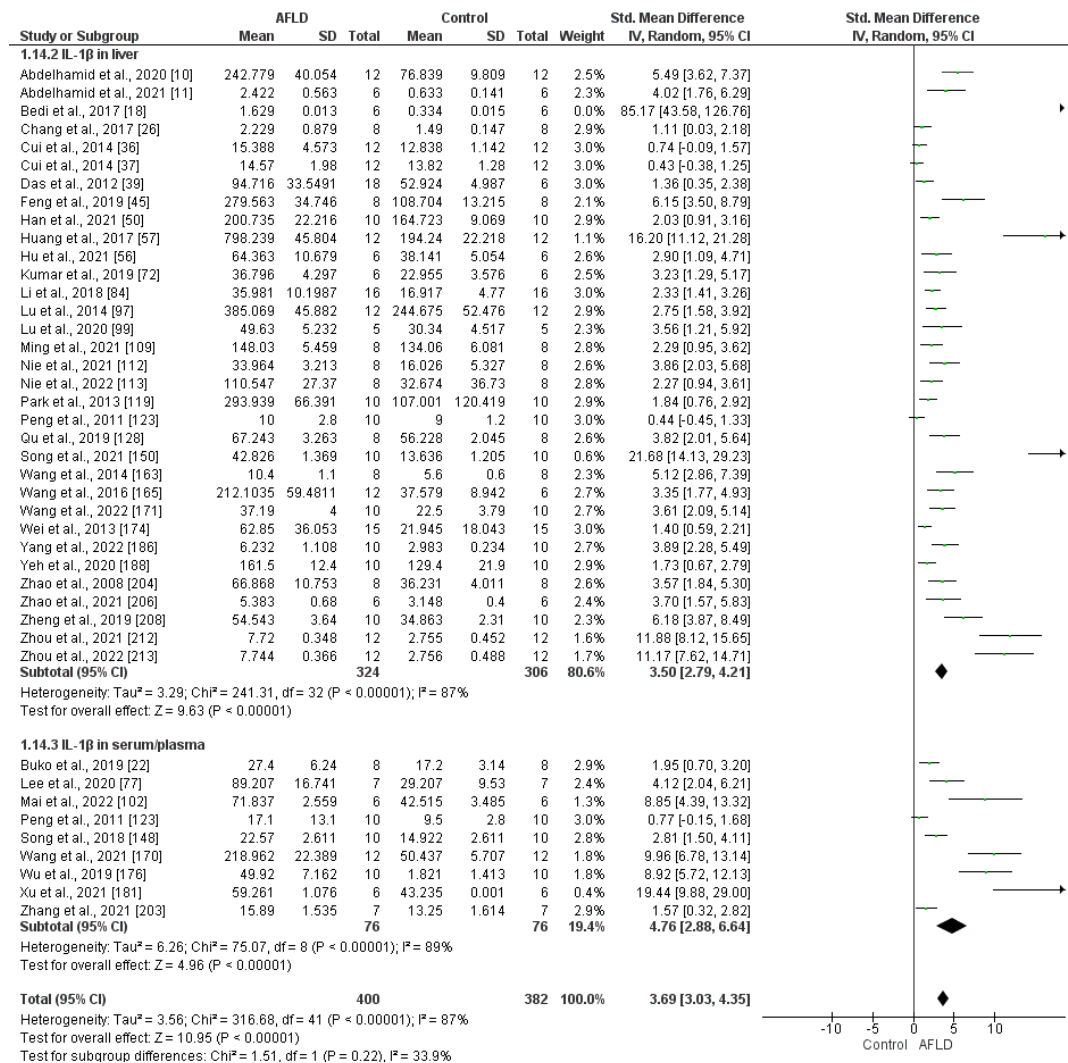 AFLD Control Std. Mean Difference Std. Mean Difference
Study or Subgroup Mean SD Total Mean SD Total Weight IV, Random, 95% CI IV, Random, 95% CI
1.14.2 IL-1β in liver
Abdelhamid et al., 2020 [10] 242.779 40.054 12 76.839 9.809 12 2.5% 5.49 [3.62, 7.37]
Abdelhamid et al., 2021 [11] 2.422 0.563 6 0.633 0.141 6 2.3% 4.02 [1.76, 6.29]
Bedi et al., 2017 [18] 1.629 0.013 6 0.334 0.015 6 0.0% 85.17 [43.58, 126.76]
Chang et al., 2017 [26] 2.229 0.879 8 1.49 0.147 8 2.9% 1.11 [0.03, 2.18]
Cui et al., 2014 [36] 15.388 4.573 12 12.838 1.142 12 3.0% 0.74 [-0.09, 1.57]
Cui et al., 2014 [37] 14.57 1.98 12 13.82 1.28 12 3.0% 0.43 [-0.38, 1.25]
Das et al., 2012 [39] 94.716 33.5491 18 52.924 4.987 6 3.0% 1.36 [0.35, 2.38]
Feng et al., 2019 [45] 279.563 34.746 8 108.704 13.215 8 2.1% 6.15 [3.50, 8.79]
Han et al., 2021 [50] 200.735 22.216 10 164.723 9.069 10 2.9% 2.03 [0.91, 3.16]
Huang et al., 2017 [57] 798.239 45.804 12 194.24 22.218 12 1.1% 16.20 [11.12, 21.28]
Hu et al., 2021 [56] 64.363 10.679 6 38.141 5.054 6 2.6% 2.90 [1.09, 4.71]
Kumar et al., 2019 [72] 36.796 4.297 6 22.955 3.576 6 2.5% 3.23 [1.29, 5.17]
Li et al., 2018 [84] 35.981 10.1987 16 16.917 4.77 16 3.0% 2.33 [1.41, 3.26]
Lu et al., 2014 [97] 385.069 45.882 12 244.675 52.476 12 2.9% 2.75 [1.58, 3.92]
Lu et al., 2020 [99] 49.63 5.232 5 30.34 4.517 5 2.3% 3.56 [1.21, 5.92]
Ming et al., 2021 [109] 148.03 5.459 8 134.06 6.081 8 2.8% 2.29 [0.95, 3.62]
Nie et al., 2021 [112] 33.964 3.213 8 16.026 5.327 8 2.6% 3.86 [2.03, 5.68]
Nie et al., 2022 [113] 110.547 27.37 8 32.674 36.73 8 2.8% 2.27 [0.94, 3.61]
Park et al., 2013 [119] 293.939 66.391 10 107.001 120.419 10 2.9% 1.84 [0.76, 2.92]
Peng et al., 2011 [123] 10 2.8 10 9 1.2 10 3.0% 0.44 [-0.45, 1.33]
Qu et al., 2019 [128] 67.243 3.263 8 56.228 2.045 8 2.6% 3.82 [2.01, 5.64]
Song et al., 2021 [150] 42.826 1.369 10 13.636 1.205 10 0.6% 21.68 [14.13, 29.23]
Wang et al., 2014 [163] 10.4 1.1 8 5.6 0.6 8 2.3% 5.12 [2.86, 7.39]
Wang et al., 2016 [165] 212.1035 59.4811 12 37.579 8.942 6 2.7% 3.35 [1.77, 4.93]
Wang et al., 2022 [171] 37.19 4 10 22.5 3.79 10 2.7% 3.61 [2.09, 5.14]
Wei et al., 2013 [174] 62.85 36.053 15 21.945 18.043 15 3.0% 1.40 [0.59, 2.21]
Yang et al., 2022 [186] 6.232 1.108 10 2.983 0.234 10 2.7% 3.89 [2.28, 5.49]
Yeh et al., 2020 [188] 161.5 12.4 10 129.4 21.9 10 2.9% 1.73 [0.67, 2.79]
Zhao et al., 2008 [204] 66.868 10.753 8 36.231 4.011 8 2.6% 3.57 [1.84, 5.30]
Zhao et al., 2021 [206] 5.383 0.68 6 3.148 0.4 6 2.4% 3.70 [1.57, 5.83]
Zheng et al., 2019 [208] 54.543 3.64 10 34.863 2.31 10 2.3% 6.18 [3.87, 8.49]
Zhou et al., 2021 [212] 7.72 0.348 12 2.755 0.452 12 1.6% 11.88 [8.12, 15.65]
Zhou et al., 2022 [213] 7.744 0.366 12 2.756 0.488 12 1.7% 11.17 [7.62, 14.71]
Subtotal (95% CI) 324 306 80.6% 3.50 [2.79, 4.21]
Heterogeneity: Tau² = 3.29; Chi² = 241.31, df = 32 (P < 0.00001); I² = 87%
Test for overall effect: Z = 9.63 (P < 0.00001)
1.14.3 IL-1β in serum/plasma
Buko et al., 2019 [22] 27.4 6.24 8 17.2 3.14 8 2.9% 1.95 [0.70, 3.20]
Lee et al., 2020 [77] 89.207 16.741 7 29.207 9.53 7 2.4% 4.12 [2.04, 6.21]
Mai et al., 2022 [102] 71.837 2.559 6 42.515 3.485 6 1.3% 8.85 [4.39, 13.32]
Peng et al., 2011 [123] 17.1 13.1 10 9.5 2.8 10 3.0% 0.77 [-0.15, 1.68]
Song et al., 2018 [148] 22.57 2.611 10 14.922 2.611 10 2.8% 2.81 [1.50, 4.11]
Wang et al., 2021 [170] 218.962 22.389 12 50.437 5.707 12 1.8% 9.96 [6.78, 13.14]
Wu et al., 2019 [176] 49.92 7.162 10 1.821 1.413 10 1.8% 8.92 [5.72, 12.13]
Xu et al., 2021 [181] 59.261 1.076 6 43.235 0.001 6 0.4% 19.44 [9.88, 29.00]
Zhang et al., 2021 [203] 15.89 1.535 7 13.25 1.614 7 2.9% 1.57 [0.32, 2.82]
Subtotal (95% CI) 76 76 19.4% 4.76 [2.88, 6.64]
Heterogeneity: Tau² = 6.26; Chi² = 75.07, df = 8 (P < 0.00001); I² = 89%
Test for overall effect: Z = 4.96 (P < 0.00001)
Total (95% CI) 400 382 100.0% 3.69 [3.03, 4.35]
Heterogeneity: Tau² = 3.56; Chi² = 316.68, df = 41 (P < 0.00001); I² = 87%
Test for overall effect: Z = 10.95 (P < 0.00001)
Test for subgroup differences: Chi² = 1.51, df = 1 (P = 0.22), I² = 33.9%
-10 -5 0 5 10
Control AFLD